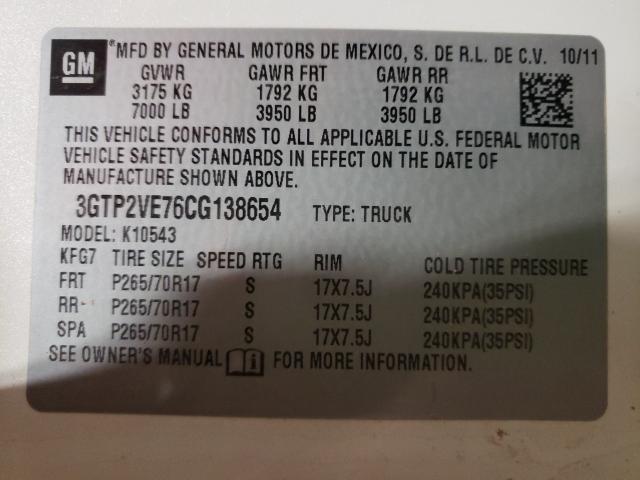 GM
*MFD BY GENERAL MOTORS DE MEXICO, S. DE R.L. DE C.V. 10/11
GVWR GAWR FRT GAWR RR
3175 KG 1792 KG 1792 KG
7000 LB 3950 LB 3950 LB
THIS VEHICLE CONFORMS TO ALL APPLICABLE U.S. FEDERAL MOTOR
VEHICLE SAFETY STANDARDS IN EFFECT ON THE DATE OF
MANUFACTURE SHOWN ABOVE.
3GTP2VE76CG138654 TYPE: TRUCK
MODEL: K10543
KFG7 TIRE SIZE SPEED RTG RIM COLD TIRE PRESSURE
FRT P265/70R17 S 17X7.5J 240KPA(35PSI)
RR P265/70R17 S 17X7.5J 240KPA(35PSI)
SPA P265/70R17 S 17X7.5J 240KPA(35PSI)
SEE OWNER'S MANUAL i FOR MORE INFORMATION.